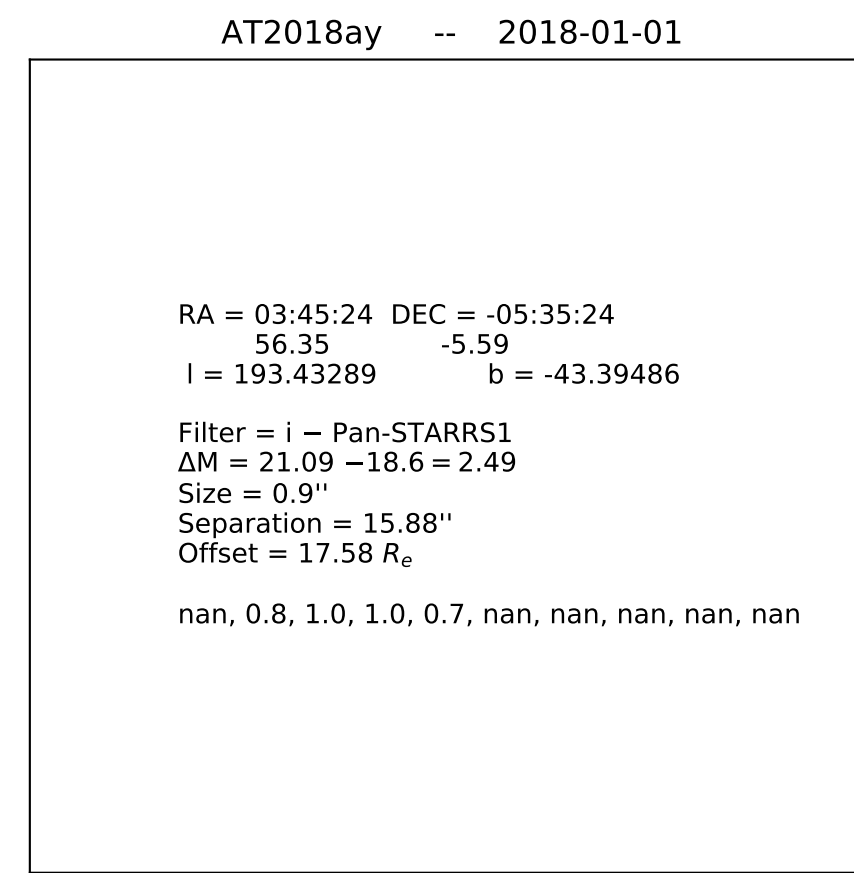 AT2018ay -- 2018-01-01
RA = 03:45:24 DEC = -05:35:24
56.35 -5.59
l = 193.43289 b = -43.39486
Filter = i − Pan-STARRS1
ΔM = 21.09 −18.6 = 2.49
Size = 0.9''
Separation = 15.88''
Offset = 17.58 Rₑ
nan, 0.8, 1.0, 1.0, 0.7, nan, nan, nan, nan, nan